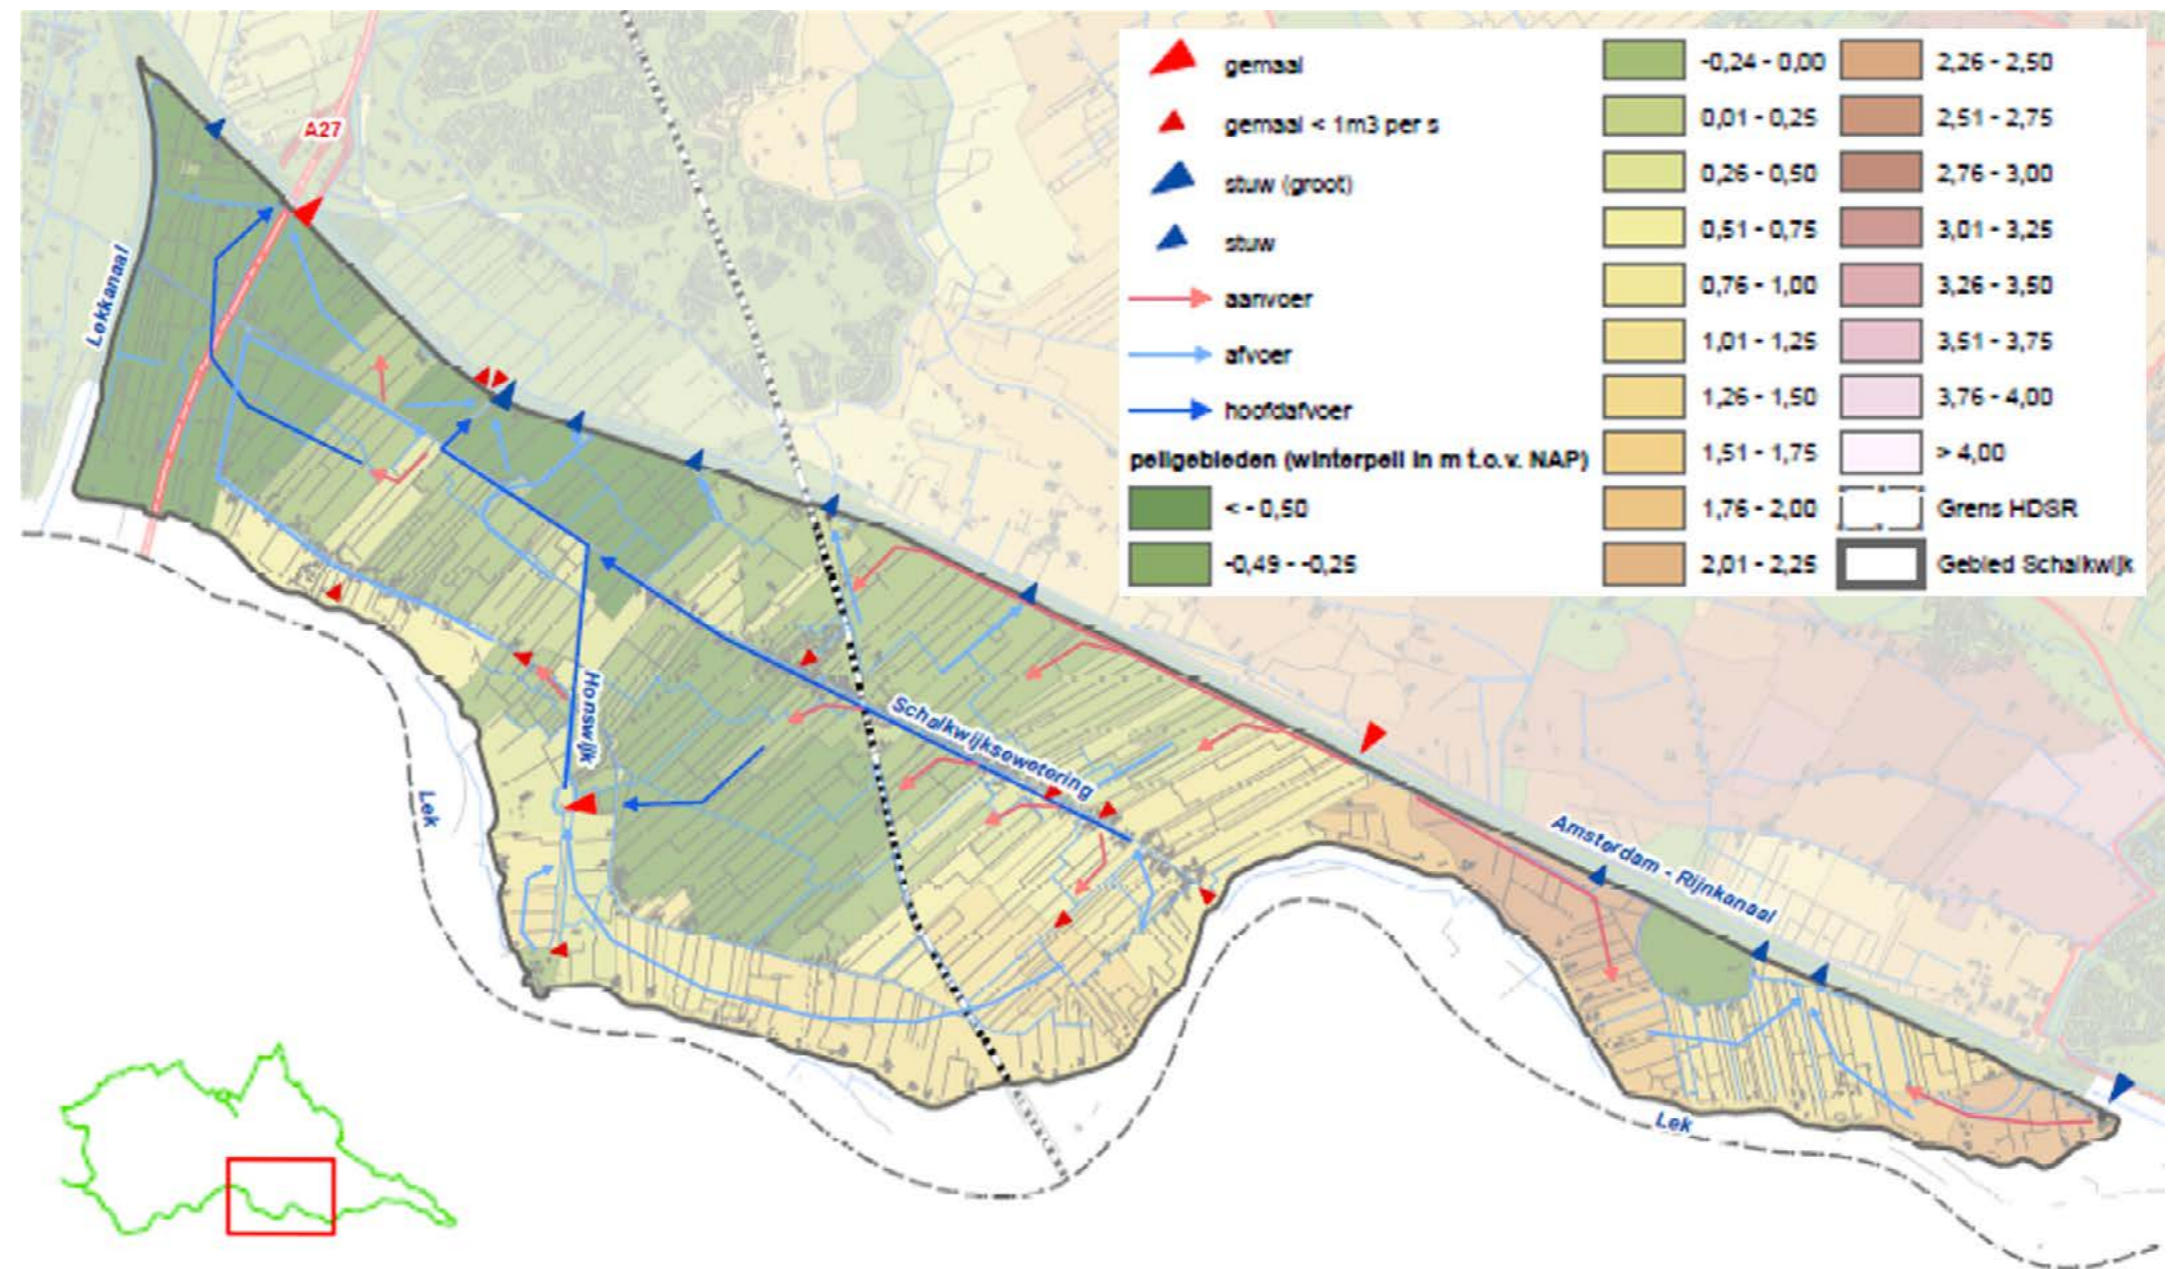 gemaal
gemaal < 1m3 per s
stuw (groot)
stuw
aanvoer
afvoer
hoofdafvoer
peilgebieden (winterpeil in m t.o.v. NAP)
< - 0,50
-0,49 - -0,25
-0,24 - 0,00
0,01 - 0,25
0,26 - 0,50
0,51 - 0,75
0,76 - 1,00
1,01 - 1,25
1,26 - 1,50
1,51 - 1,75
1,76 - 2,00
2,01 - 2,25
2,26 - 2,50
2,51 - 2,75
2,76 - 3,00
3,01 - 3,25
3,26 - 3,50
3,51 - 3,75
3,76 - 4,00
> 4,00
Grens HDSR
Gebied Schalkwijk
A27
Lekkanaal
Honswijk
Schalkwijksewetering
Lek
Amsterdam - Rijnkanaal
Lek